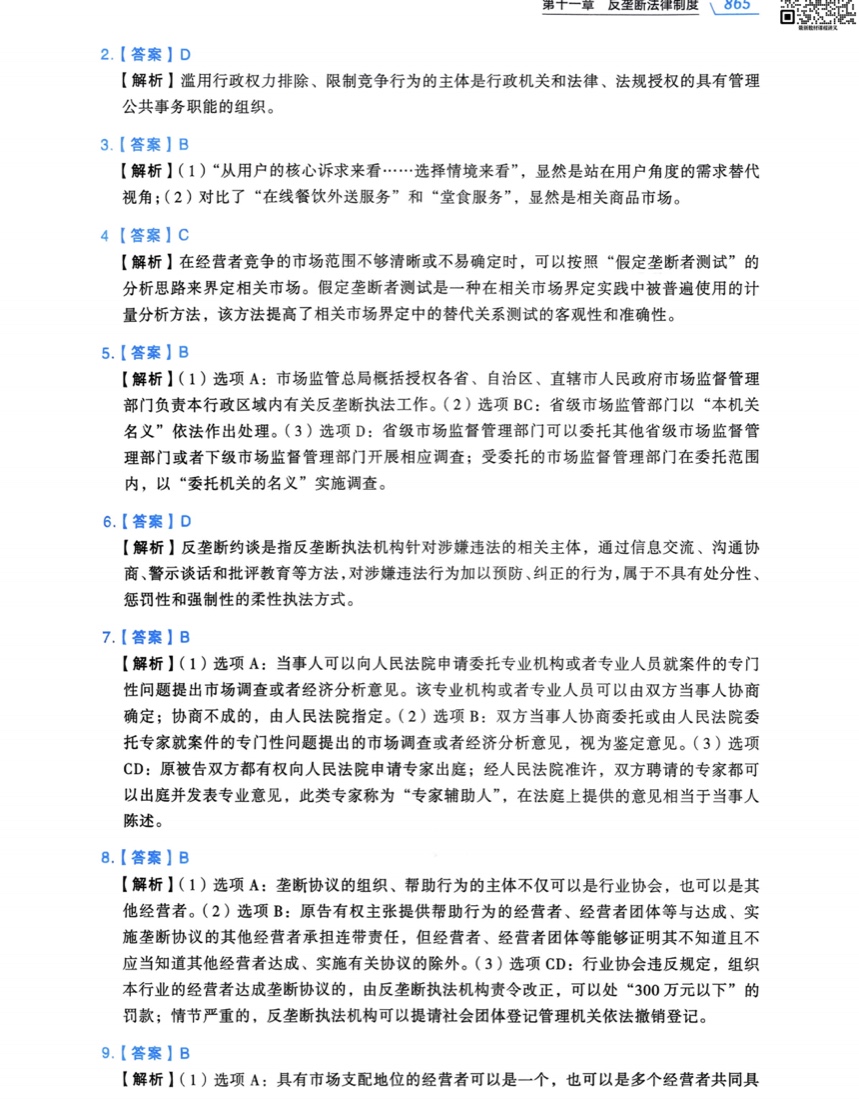 第十一章 反垄断法律制度 865
2.【答案】D
【解析】滥用行政权力排除、限制竞争行为的主体是行政机关和法律、法规授权的具有管理
公共事务职能的组织。
3.【答案】B
【解析】（1）“从用户的核心诉求来看……选择情境来看”，显然是站在用户角度的需求替代
视角；（2）对比了“在线餐饮外送服务”和“堂食服务”，显然是相关商品市场。
4【答案】C
【解析】在经营者竞争的市场范围不够清晰或不易确定时，可以按照“假定垄断者测试”的
分析思路来界定相关市场。假定垄断者测试是一种在相关市场界定实践中被普遍使用的计
量分析方法，该方法提高了相关市场界定中的替代关系测试的客观性和准确性。
5.【答案】B
【解析】（1）选项 A：市场监管总局概括授权各省、自治区、直辖市人民政府市场监督管理
部门负责本行政区域内有关反垄断执法工作。（2）选项 BC：省级市场监管部门以“本机关
名义”依法作出处理。（3）选项 D：省级市场监督管理部门可以委托其他省级市场监督管
理部门或者下级市场监督管理部门开展相应调查；受委托的市场监督管理部门在委托范围
内，以“委托机关的名义”实施调查。
6.【答案】D
【解析】反垄断约谈是指反垄断执法机构针对涉嫌违法的相关主体，通过信息交流、沟通协
商、警示谈话和批评教育等方法，对涉嫌违法行为加以预防、纠正的行为，属于不具有处分性、
惩罚性和强制性的柔性执法方式。
7.【答案】B
【解析】（1）选项 A：当事人可以向人民法院申请委托专业机构或者专业人员就案件的专门
性问题提出市场调查或者经济分析意见。该专业机构或者专业人员可以由双方当事人协商
确定；协商不成的，由人民法院指定。（2）选项 B：双方当事人协商委托或由人民法院委
托专家就案件的专门性问题提出的市场调查或者经济分析意见，视为鉴定意见。（3）选项
CD：原被告双方都有权向人民法院申请专家出庭；经人民法院准许，双方聘请的专家都可
以出庭并发表专业意见，此类专家称为“专家辅助人”，在法庭上提供的意见相当于当事人
陈述。
8.【答案】B
【解析】（1）选项 A：垄断协议的组织、帮助行为的主体不仅可以是行业协会，也可以是其
他经营者。（2）选项 B：原告有权主张提供帮助行为的经营者、经营者团体等与达成、实
施垄断协议的其他经营者承担连带责任，但经营者、经营者团体等能够证明其不知道且不
应当知道其他经营者达成、实施有关协议的除外。（3）选项 CD：行业协会违反规定，组织
本行业的经营者达成垄断协议的，由反垄断执法机构责令改正，可以处“300 万元以下”的
罚款；情节严重的，反垄断执法机构可以提请社会团体登记管理机关依法撤销登记。
9.【答案】B
【解析】（1）选项 A：具有市场支配地位的经营者可以是一个，也可以是多个经营者共同具